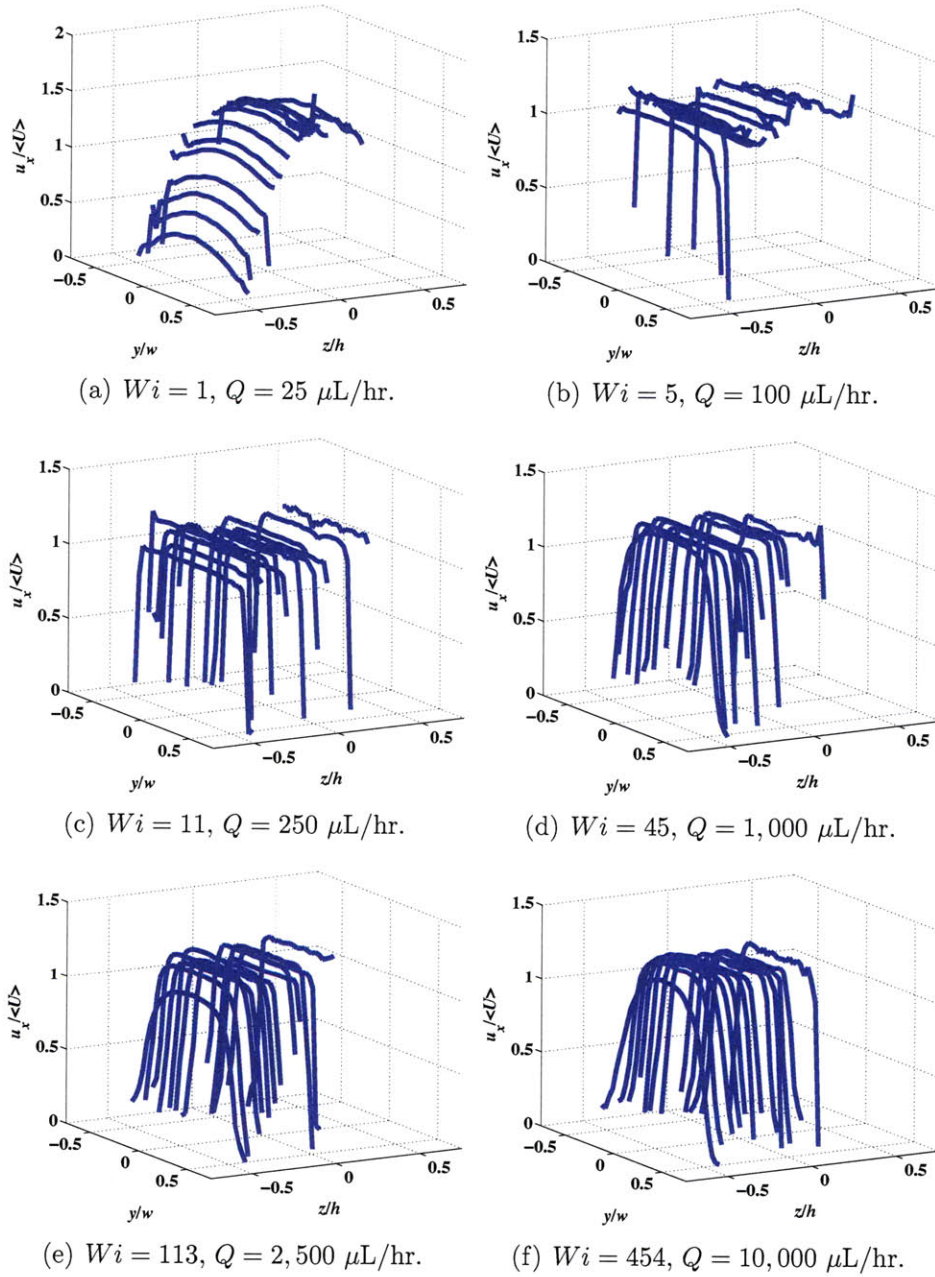 2
1.5
1
0.5
0
u_x/<U>
−0.5
0
0.5
y/w
−0.5
0
0.5
z/h
(a) Wi = 1, Q = 25 μL/hr.
1.5
1
0.5
0
u_x/<U>
−0.5
0
0.5
y/w
−0.5
0
0.5
z/h
(b) Wi = 5, Q = 100 μL/hr.
1.5
1
0.5
0
u_x/<U>
−0.5
0
0.5
y/w
−0.5
0
0.5
z/h
(c) Wi = 11, Q = 250 μL/hr.
1.5
1
0.5
0
u_x/<U>
−0.5
0
0.5
y/w
−0.5
0
0.5
z/h
(d) Wi = 45, Q = 1,000 μL/hr.
1.5
1
0.5
0
u_x/<U>
−0.5
0
0.5
y/w
−0.5
0
0.5
z/h
(e) Wi = 113, Q = 2,500 μL/hr.
1.5
1
0.5
0
u_x/<U>
−0.5
0
0.5
y/w
−0.5
0
0.5
z/h
(f) Wi = 454, Q = 10,000 μL/hr.